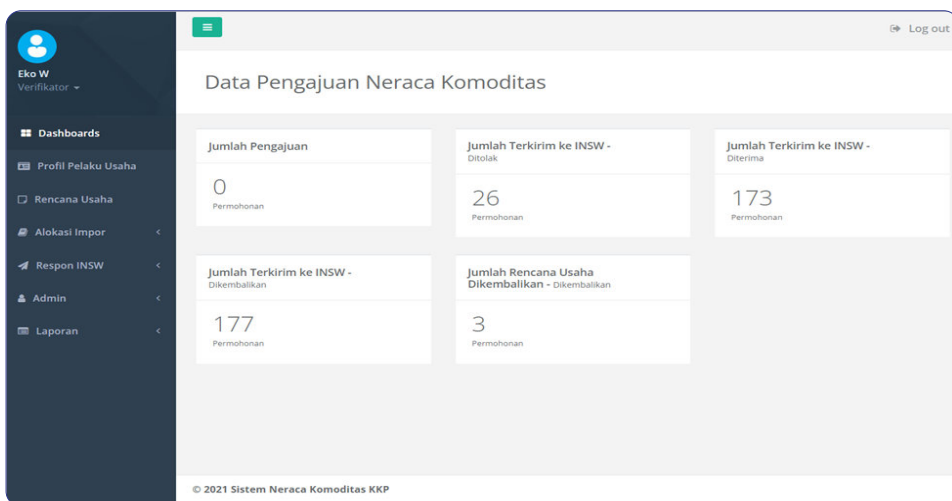 Eko W
Verifikator
Dashboards
Profil Pelaku Usaha
Rencana Usaha
Alokasi Impor
Respon INSW
Admin
Laporan
Log out
Data Pengajuan Neraca Komoditas
Jumlah Pengajuan
0
Permohonan
Jumlah Terkirim ke INSW -
Ditolak
26
Permohonan
Jumlah Terkirim ke INSW -
Diterima
173
Permohonan
Jumlah Terkirim ke INSW -
Dikembalikan
177
Permohonan
Jumlah Rencana Usaha
Dikembalikan - Dikembalikan
3
Permohonan
© 2021 Sistem Neraca Komoditas KKP